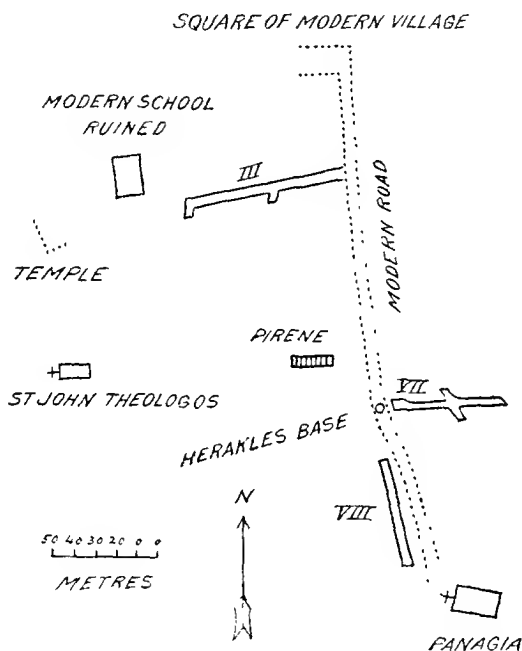 SQUARE OF MODERN VILLAGE
MODERN SCHOOL
RUINED
III
MODERN ROAD
TEMPLE
PIRENE
ST JOHN THEOLOGOS
VII
HERAKLES BASE
N
VIII
50 40 30 20 0 0
METRES
PANAGIA